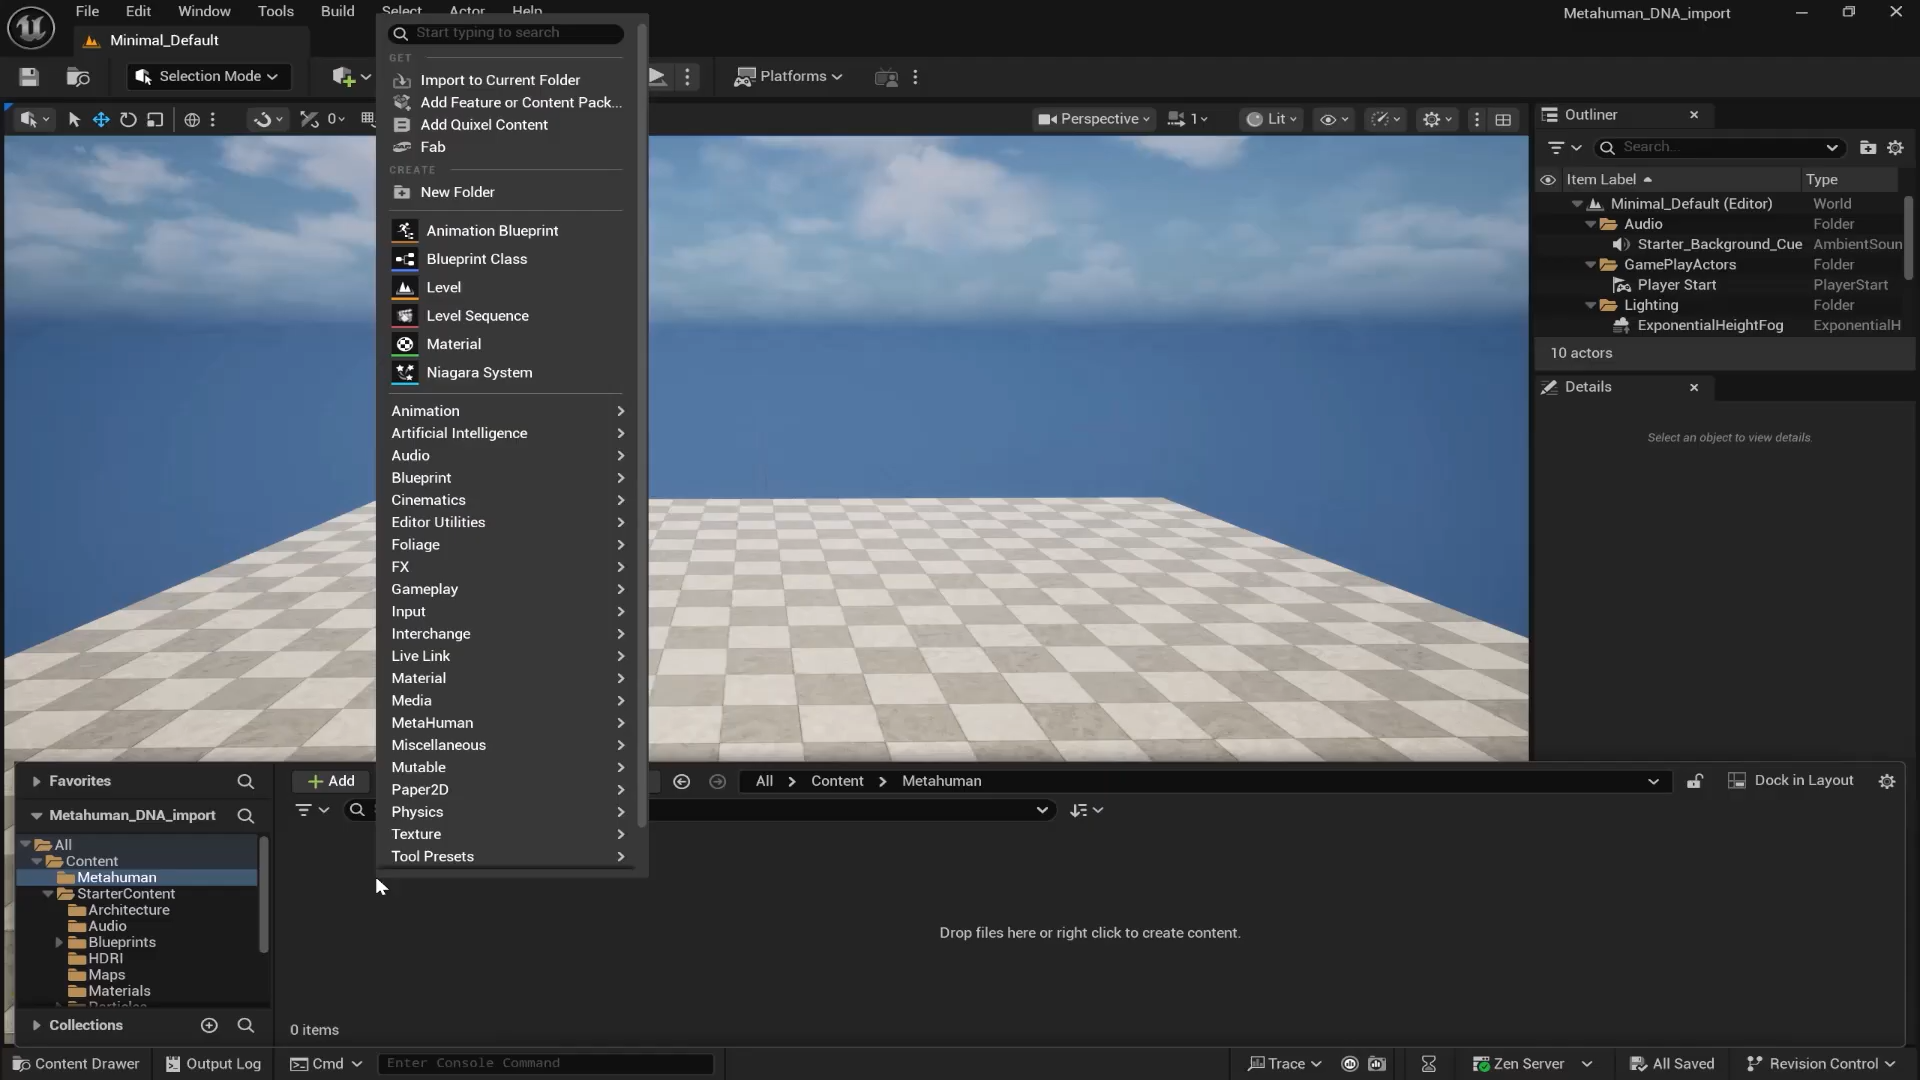 File Edit Window Tools Build Select Actor Help
Metahuman_DNA_import
Minimal_Default
Selection Mode
Platforms
0
Perspective
1
Lit
Start typing to search
GET
Import to Current Folder
Add Feature or Content Pack...
Add Quixel Content
Fab
CREATE
New Folder
Animation Blueprint
Blueprint Class
Level
Level Sequence
Material
Niagara System
Animation
Artificial Intelligence
Audio
Blueprint
Cinematics
Editor Utilities
Foliage
FX
Gameplay
Input
Interchange
Live Link
Material
Media
MetaHuman
Miscellaneous
Mutable
Paper2D
Physics
Texture
Tool Presets
Outliner
Search...
Item Label Type
Minimal_Default (Editor) World
Audio Folder
Starter_Background_Cue AmbientSoun
GamePlayActors Folder
Player Start PlayerStart
Lighting Folder
ExponentialHeightFog ExponentialH
10 actors
Details
Select an object to view details.
Favorites
Metahuman_DNA_import
All
Content
Metahuman
StarterContent
Architecture
Audio
Blueprints
HDRI
Maps
Materials
Particles
Collections
Add
All Content Metahuman
Dock in Layout
Drop files here or right click to create content.
0 items
Content Drawer Output Log Cmd Enter Console Command
Trace Zen Server All Saved Revision Control